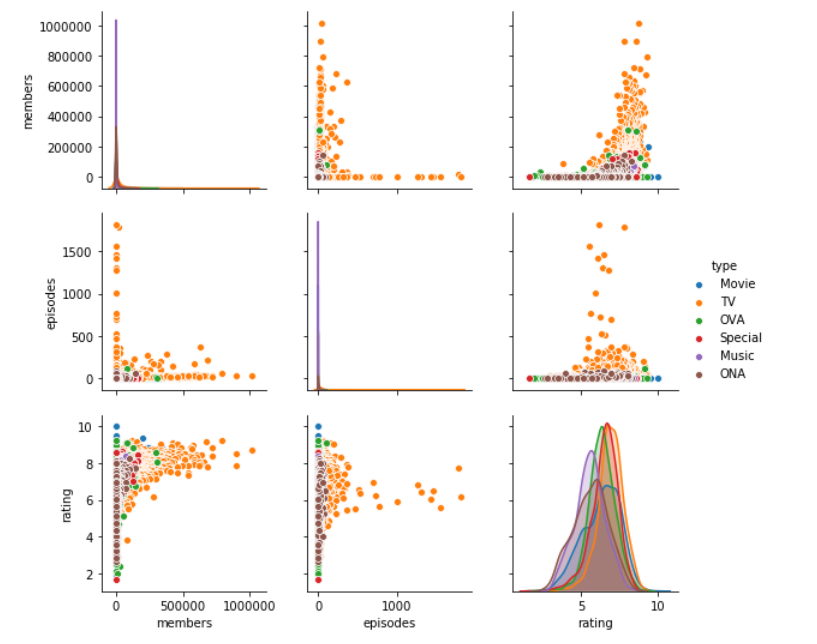 1000000
800000
600000
400000
200000
0
members
1500
1000
500
0
episodes
type
Movie
TV
OVA
Special
Music
ONA
10
8
6
4
2
rating
0 500000 1000000
members
0 1000
episodes
5 10
rating